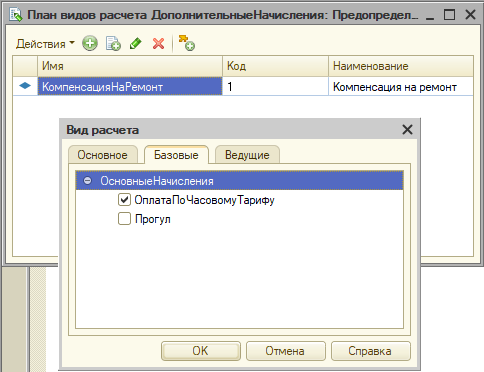 План видов расчета ДополнительныеНачисления: Предопредел...
Действия
Имя Код Наименование
КомпенсацияНаРемонт 1 Компенсация на ремонт
Вид расчета
Основное Базовые Ведущие
ОсновныеНачисления
ОплатаПоЧасовомуТарифу
Прогул
OK Отмена Справка